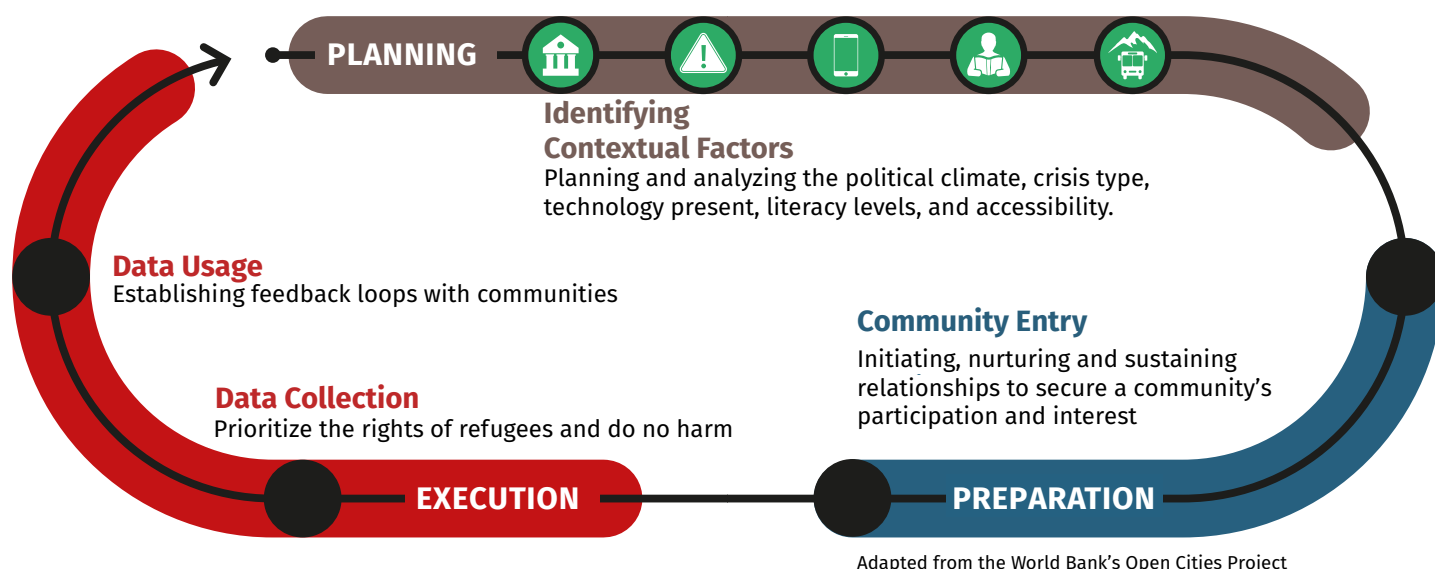 PLANNING
Identifying
Contextual Factors
Planning and analyzing the political climate, crisis type,
technology present, literacy levels, and accessibility.
Data Usage
Establishing feedback loops with communities
Community Entry
Initiating, nurturing and sustaining
relationships to secure a community’s
participation and interest
Data Collection
Prioritize the rights of refugees and do no harm
EXECUTION
PREPARATION
Adapted from the World Bank’s Open Cities Project